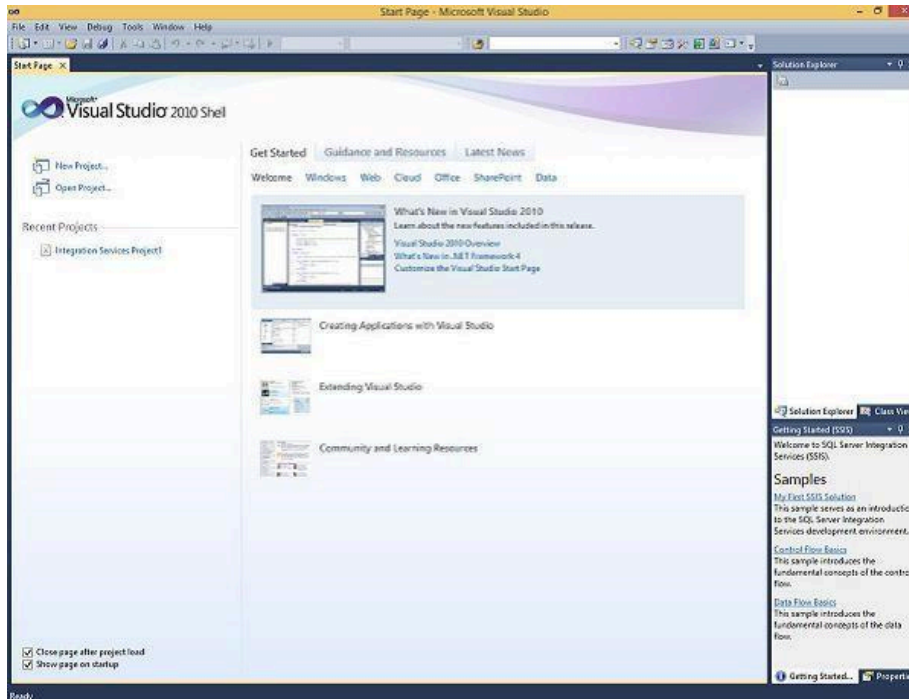 Start Page - Microsoft Visual Studio
File Edit View Debug Tools Window Help
Start Page
Microsoft
Visual Studio 2010 Shell
New Project...
Open Project...
Recent Projects
Integration Services Project1
Get Started Guidance and Resources Latest News
Welcome Windows Web Cloud Office SharePoint Data
What's New in Visual Studio 2010
Learn about the new features included in this release.
Visual Studio 2010 Overview
What's New in .NET Framework 4
Customize the Visual Studio Start Page
Creating Applications with Visual Studio
Extending Visual Studio
Community and Learning Resources
Close page after project load
Show page on startup
Solution Explorer
Solution Explorer Class Vie
Getting Started (SSIS)
Welcome to SQL Server Integration
Services (SSIS).
Samples
My First SSIS Solution
This sample serves as an introductio
to the SQL Server Integration
Services development environment.
Control Flow Basics
This sample introduces the
fundamental concepts of the contro
flow.
Data Flow Basics
This sample introduces the
fundamental concepts of the data
flow.
Getting Started... Properti
Ready